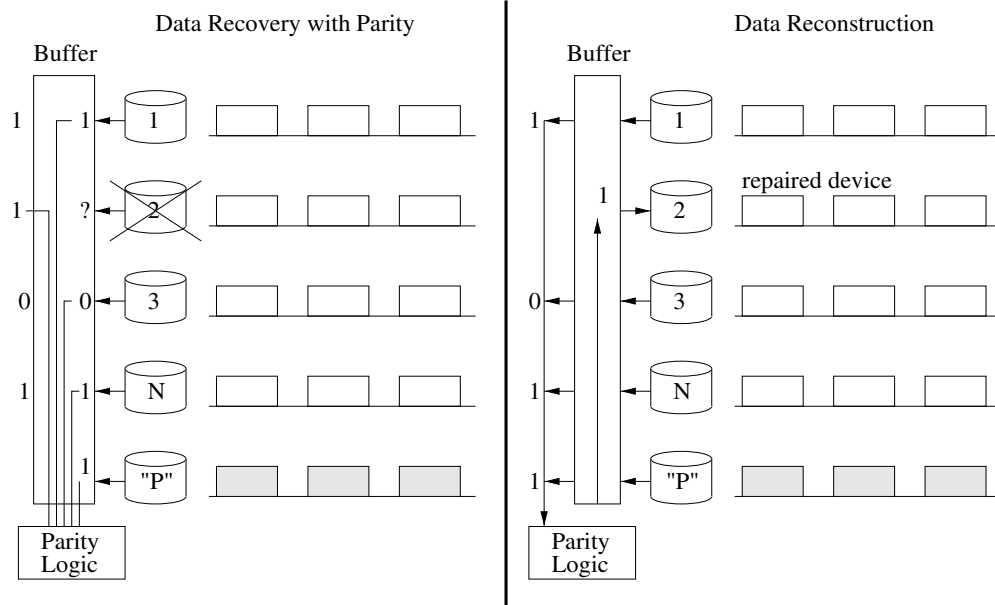 Data Recovery with Parity
Buffer
1 1 1
1 ? 2
0 0 3
1 1 N
1 "P"
Parity
Logic
Data Reconstruction
Buffer
1 1
repaired device
1 2
0 3
1 N
1 "P"
Parity
Logic